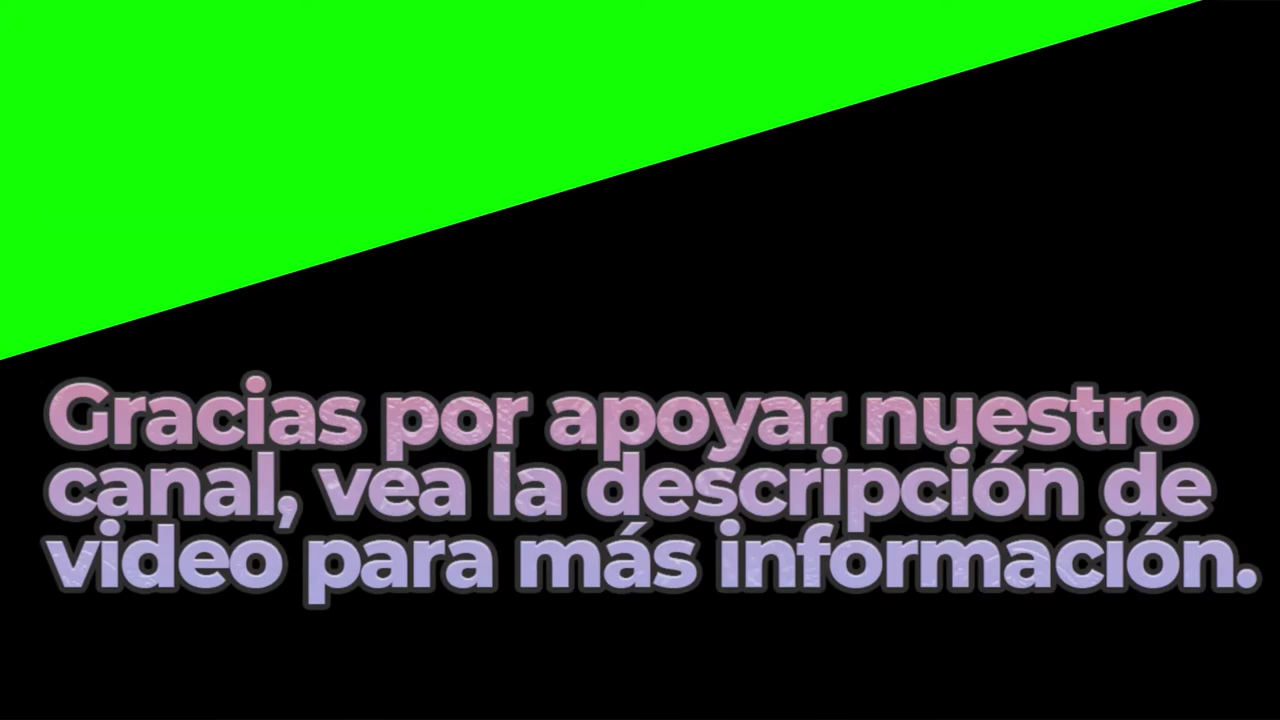 Gracias por apoyar nuestro
canal, vea la descripción de
video para más información.